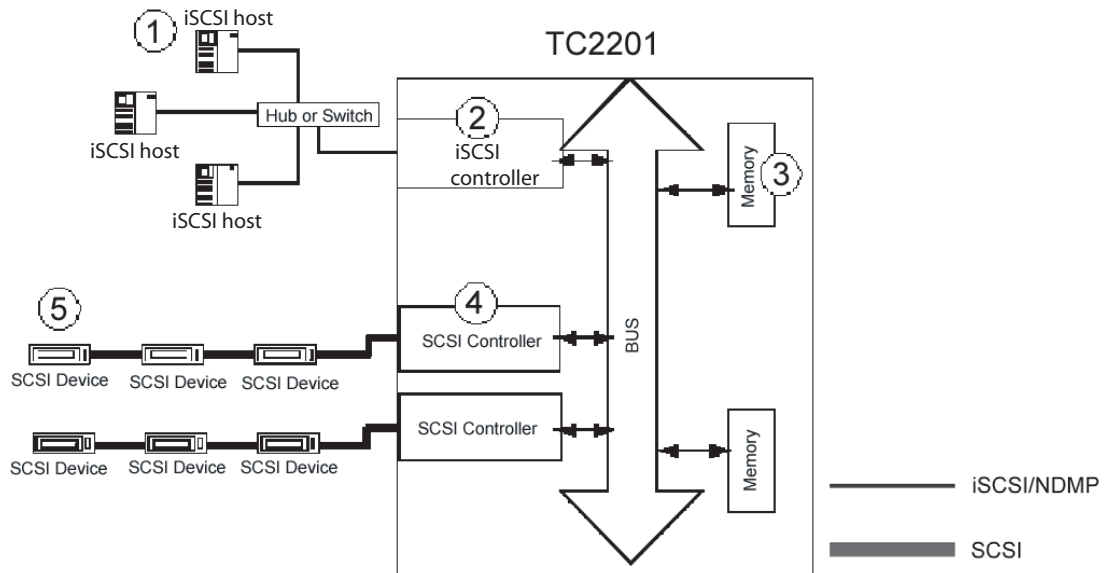 1
iSCSI host
TC2201
Hub or Switch
2
iSCSI
controller
iSCSI host
Memory
3
iSCSI host
5
4
SCSI Controller
BUS
SCSI Device
SCSI Device
SCSI Device
SCSI Controller
SCSI Device
SCSI Device
SCSI Device
Memory
iSCSI/NDMP
SCSI